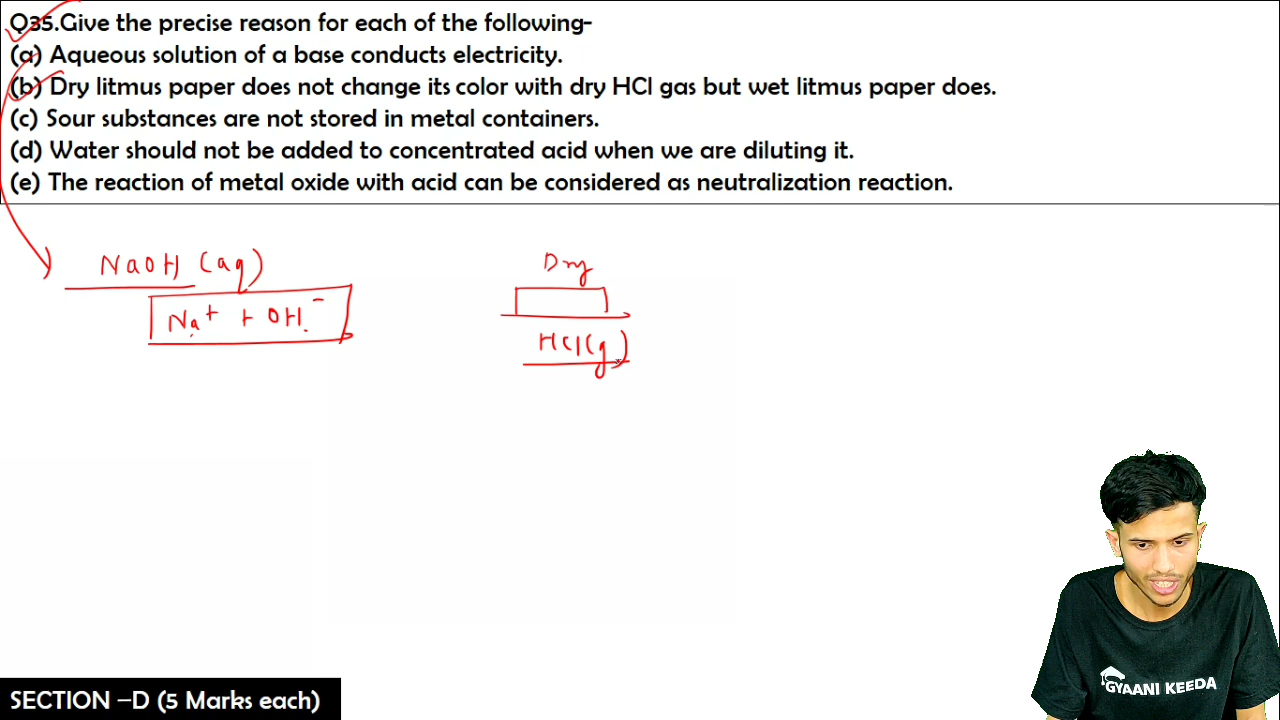 Q35.Give the precise reason for each of the following-
(a) Aqueous solution of a base conducts electricity.
(b) Dry litmus paper does not change its color with dry HCl gas but wet litmus paper does.
(c) Sour substances are not stored in metal containers.
(d) Water should not be added to concentrated acid when we are diluting it.
(e) The reaction of metal oxide with acid can be considered as neutralization reaction.
NaOH (aq)
Na⁺ + OH⁻
Dry
HCl(g)
GYAANI KEEDA
SECTION –D (5 Marks each)